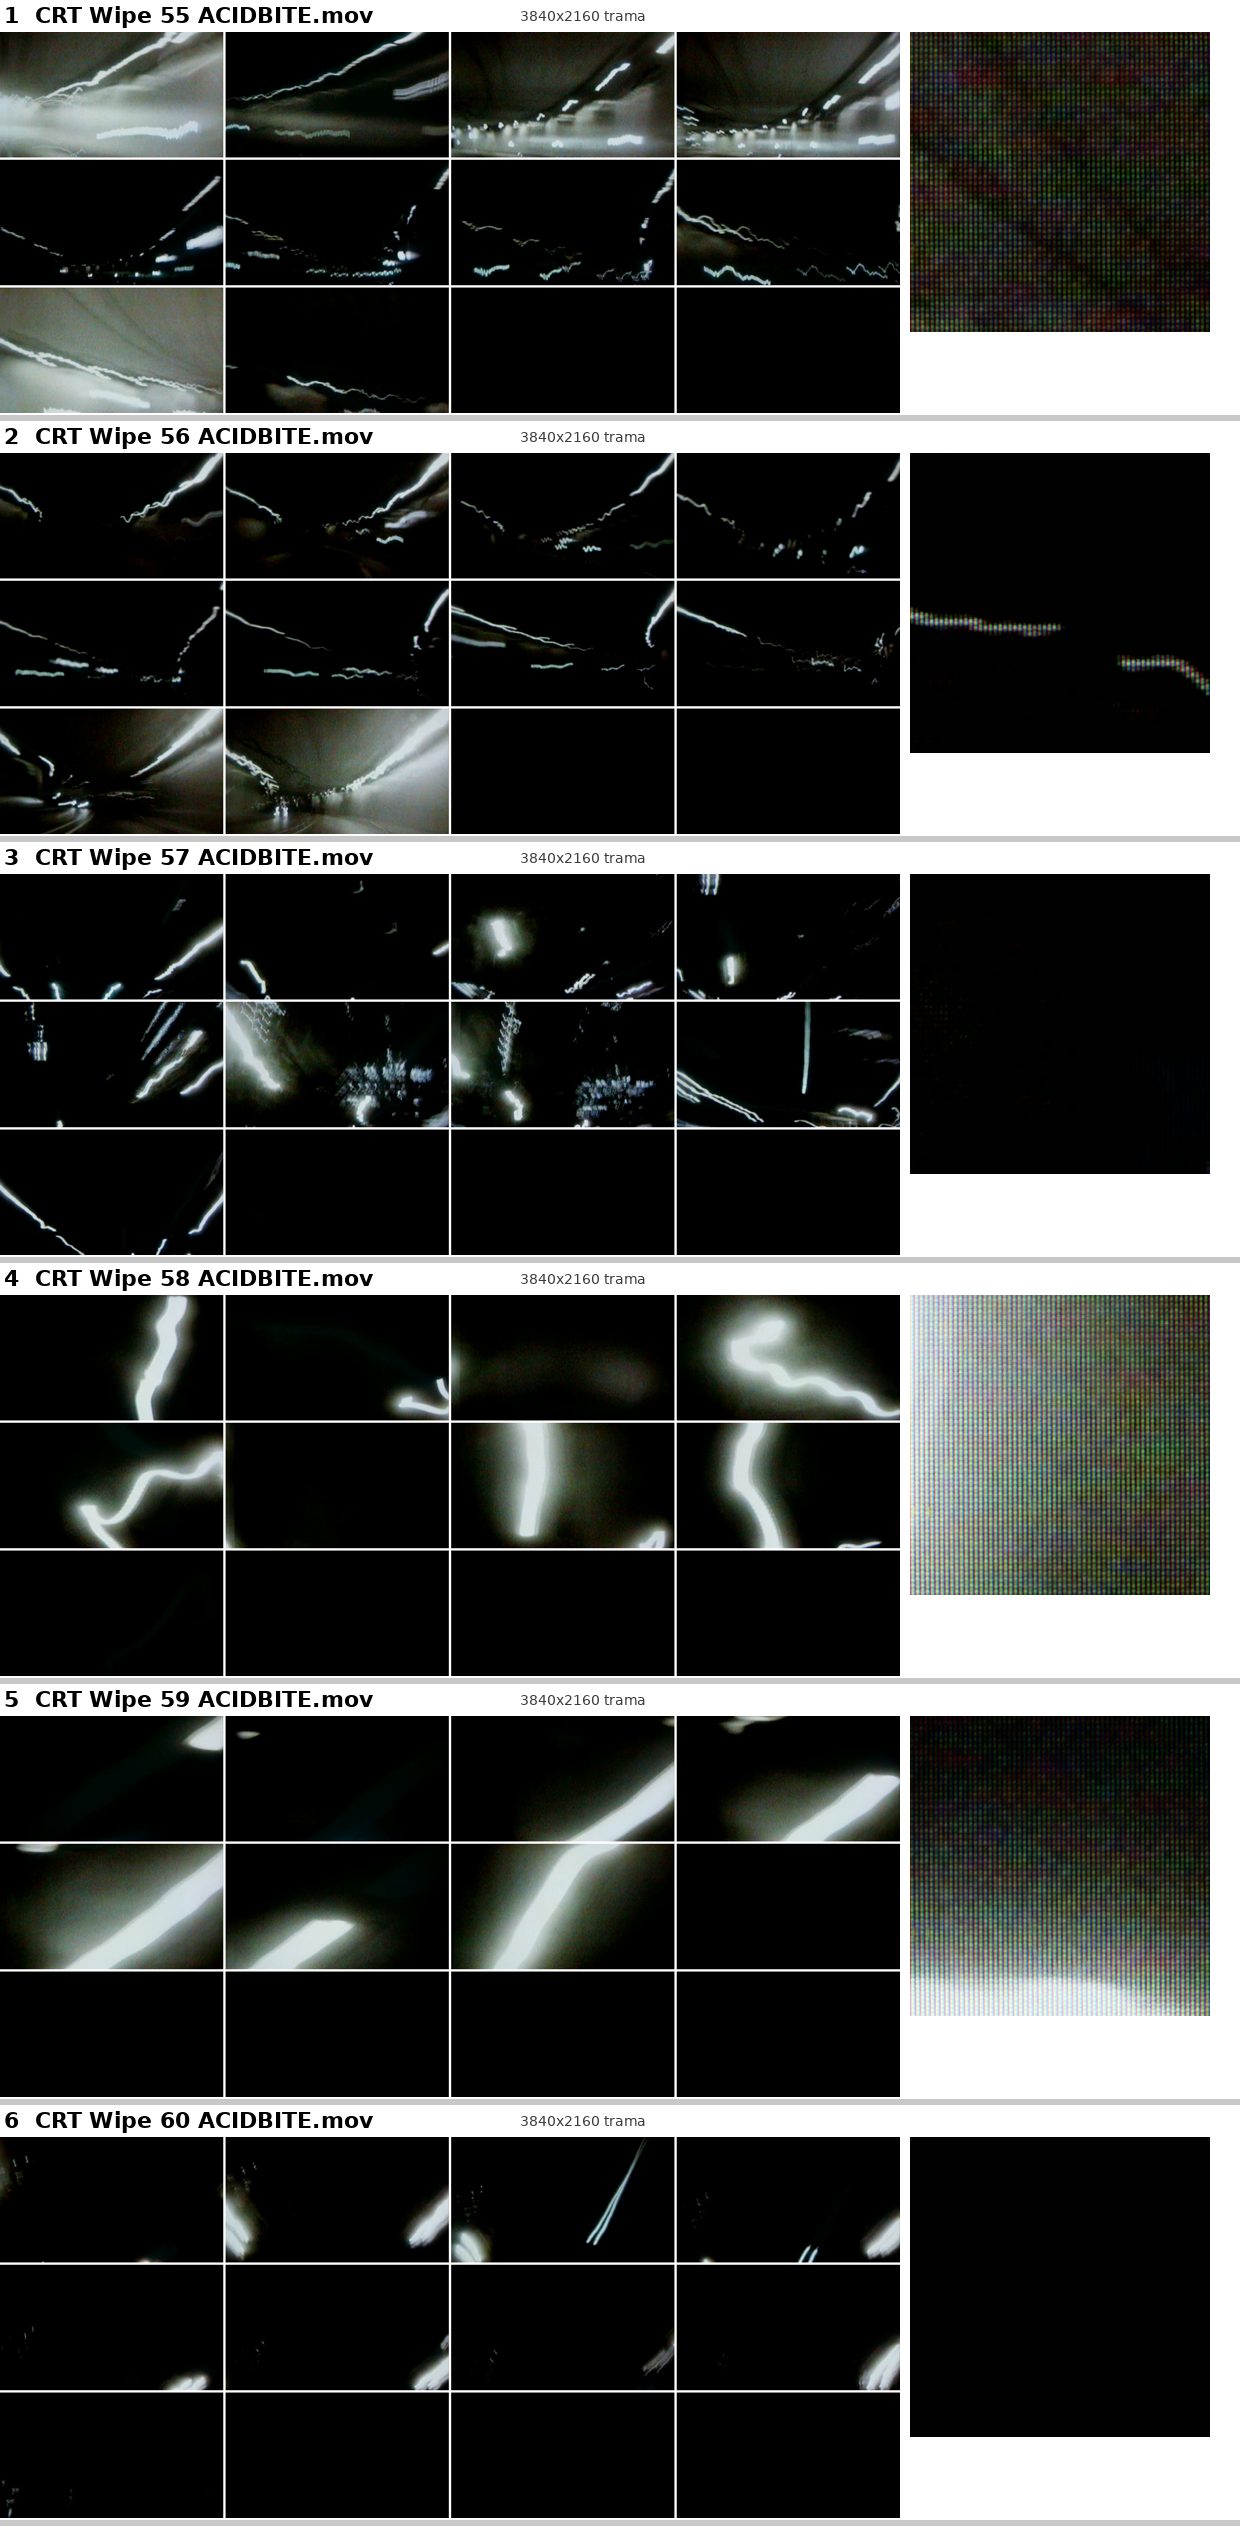 1 CRT Wipe 55 ACIDBITE.mov 3840x2160 trama
2 CRT Wipe 56 ACIDBITE.mov 3840x2160 trama
3 CRT Wipe 57 ACIDBITE.mov 3840x2160 trama
4 CRT Wipe 58 ACIDBITE.mov 3840x2160 trama
5 CRT Wipe 59 ACIDBITE.mov 3840x2160 trama
6 CRT Wipe 60 ACIDBITE.mov 3840x2160 trama